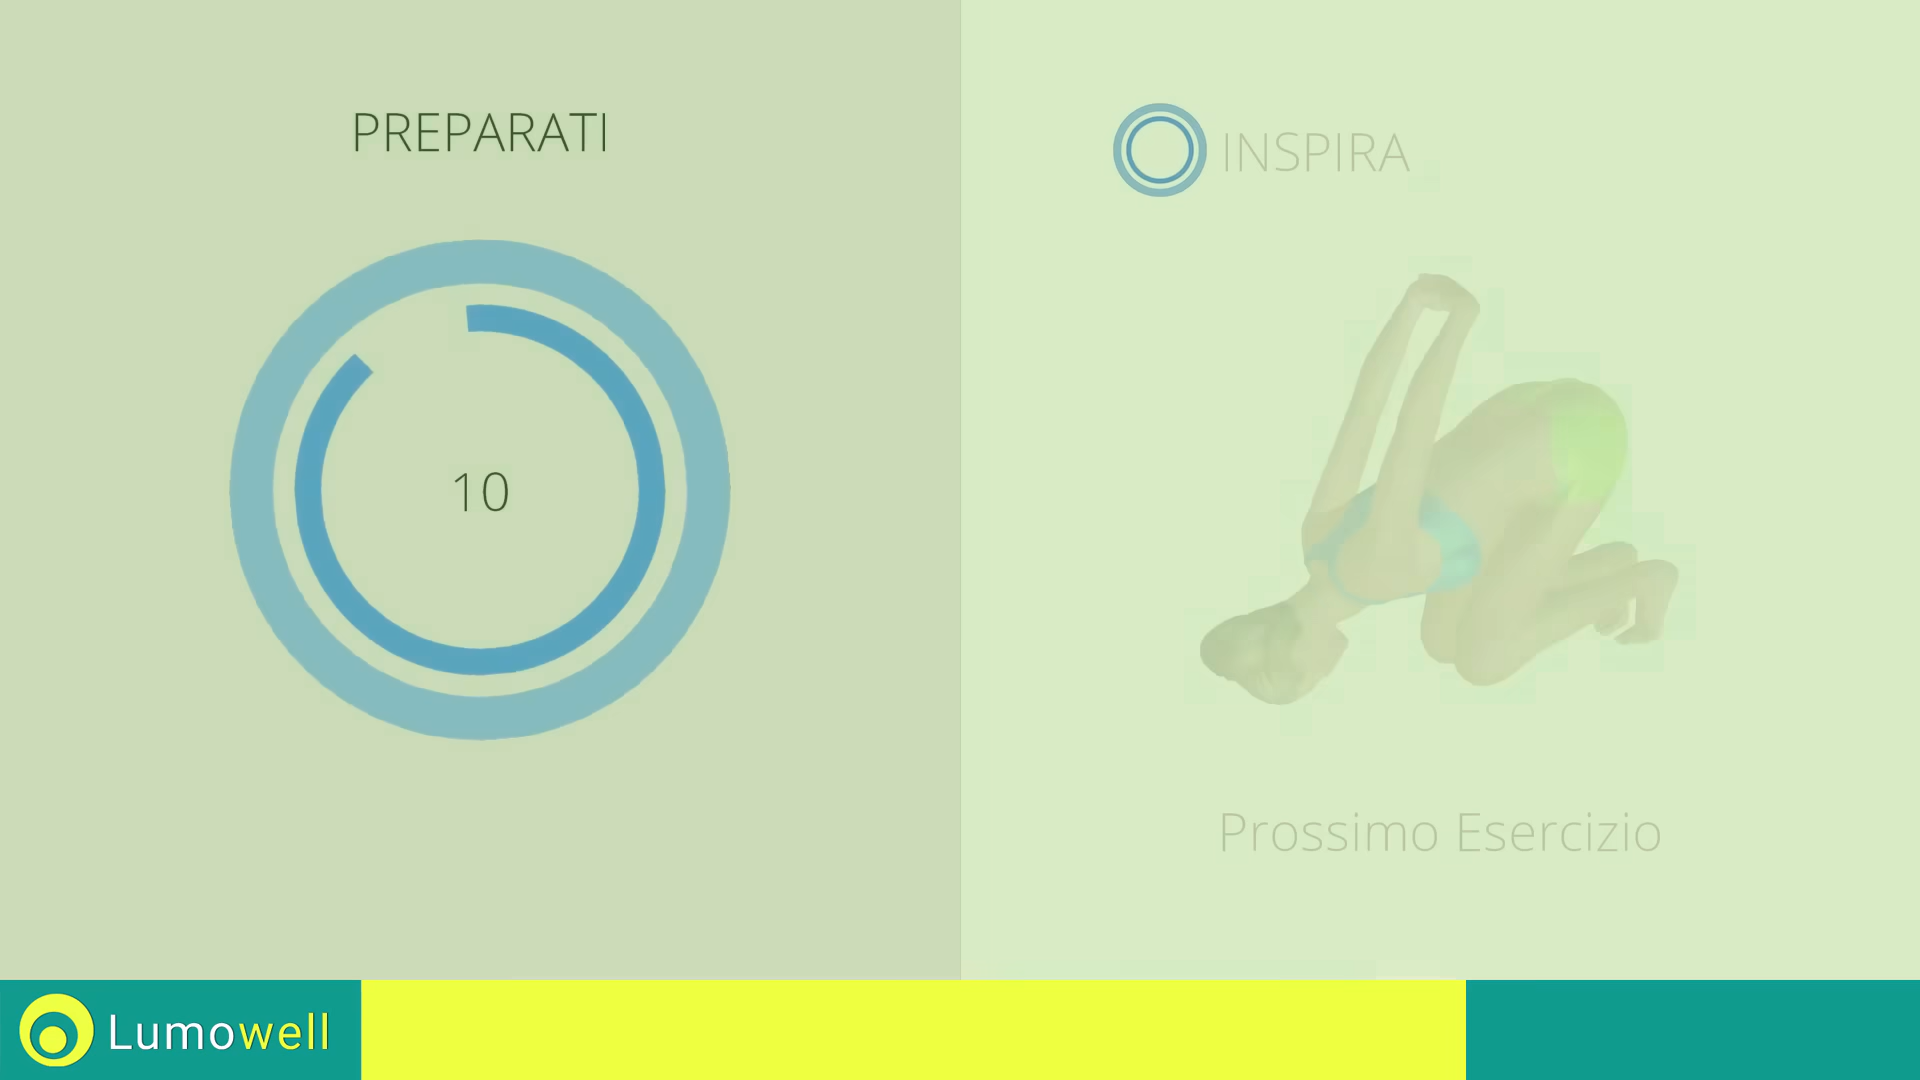 PREPARATI
10
INSPIRA
Prossimo Esercizio
Lumowell